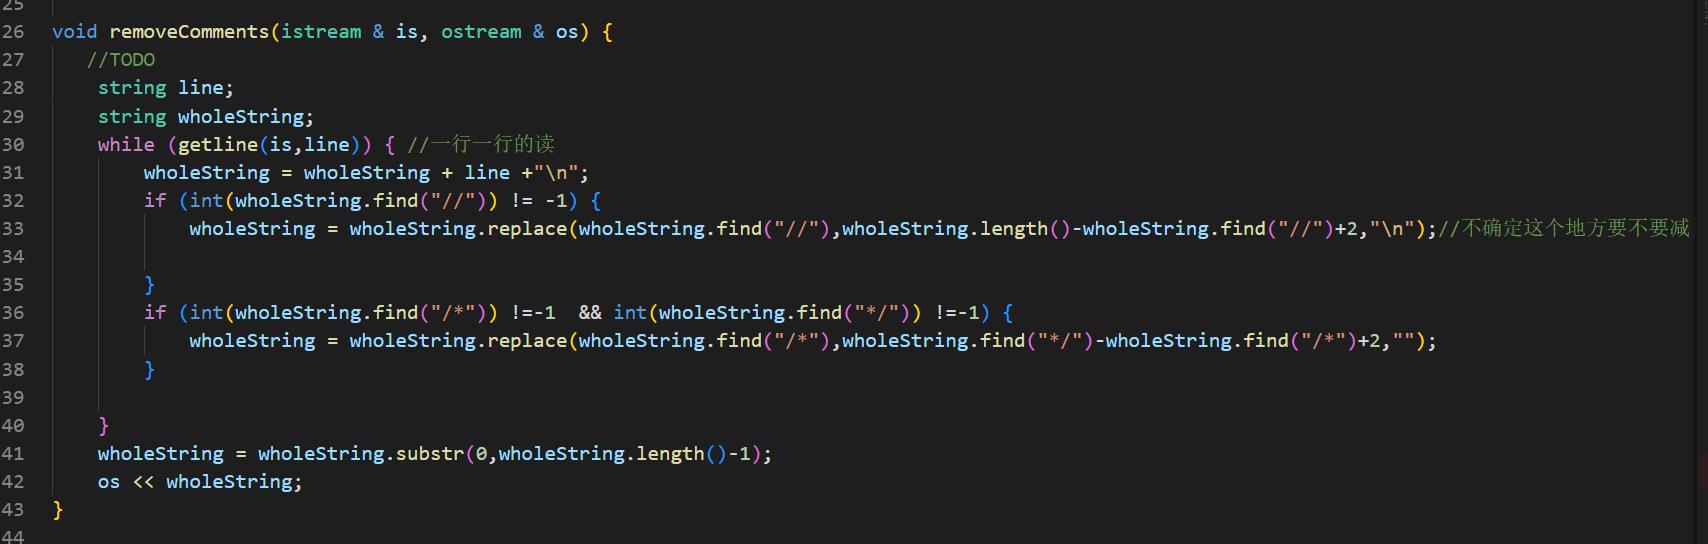 25
26 void removeComments(istream & is, ostream & os) {
27 //TODO
28 string line;
29 string wholeString;
30 while (getline(is,line)) { //一行一行的读
31 wholeString = wholeString + line +"\n";
32 if (int(wholeString.find("//")) != -1) {
33 wholeString = wholeString.replace(wholeString.find("//"),wholeString.length()-wholeString.find("//")+2,"\n");//不确定这个地方要不要减
34
35 }
36 if (int(wholeString.find("/*")) !=-1  && int(wholeString.find("*/")) !=-1) {
37 wholeString = wholeString.replace(wholeString.find("/*"),wholeString.find("*/")-wholeString.find("/*")+2,"");
38 }
39
40 }
41 wholeString = wholeString.substr(0,wholeString.length()-1);
42 os << wholeString;
43 }
44